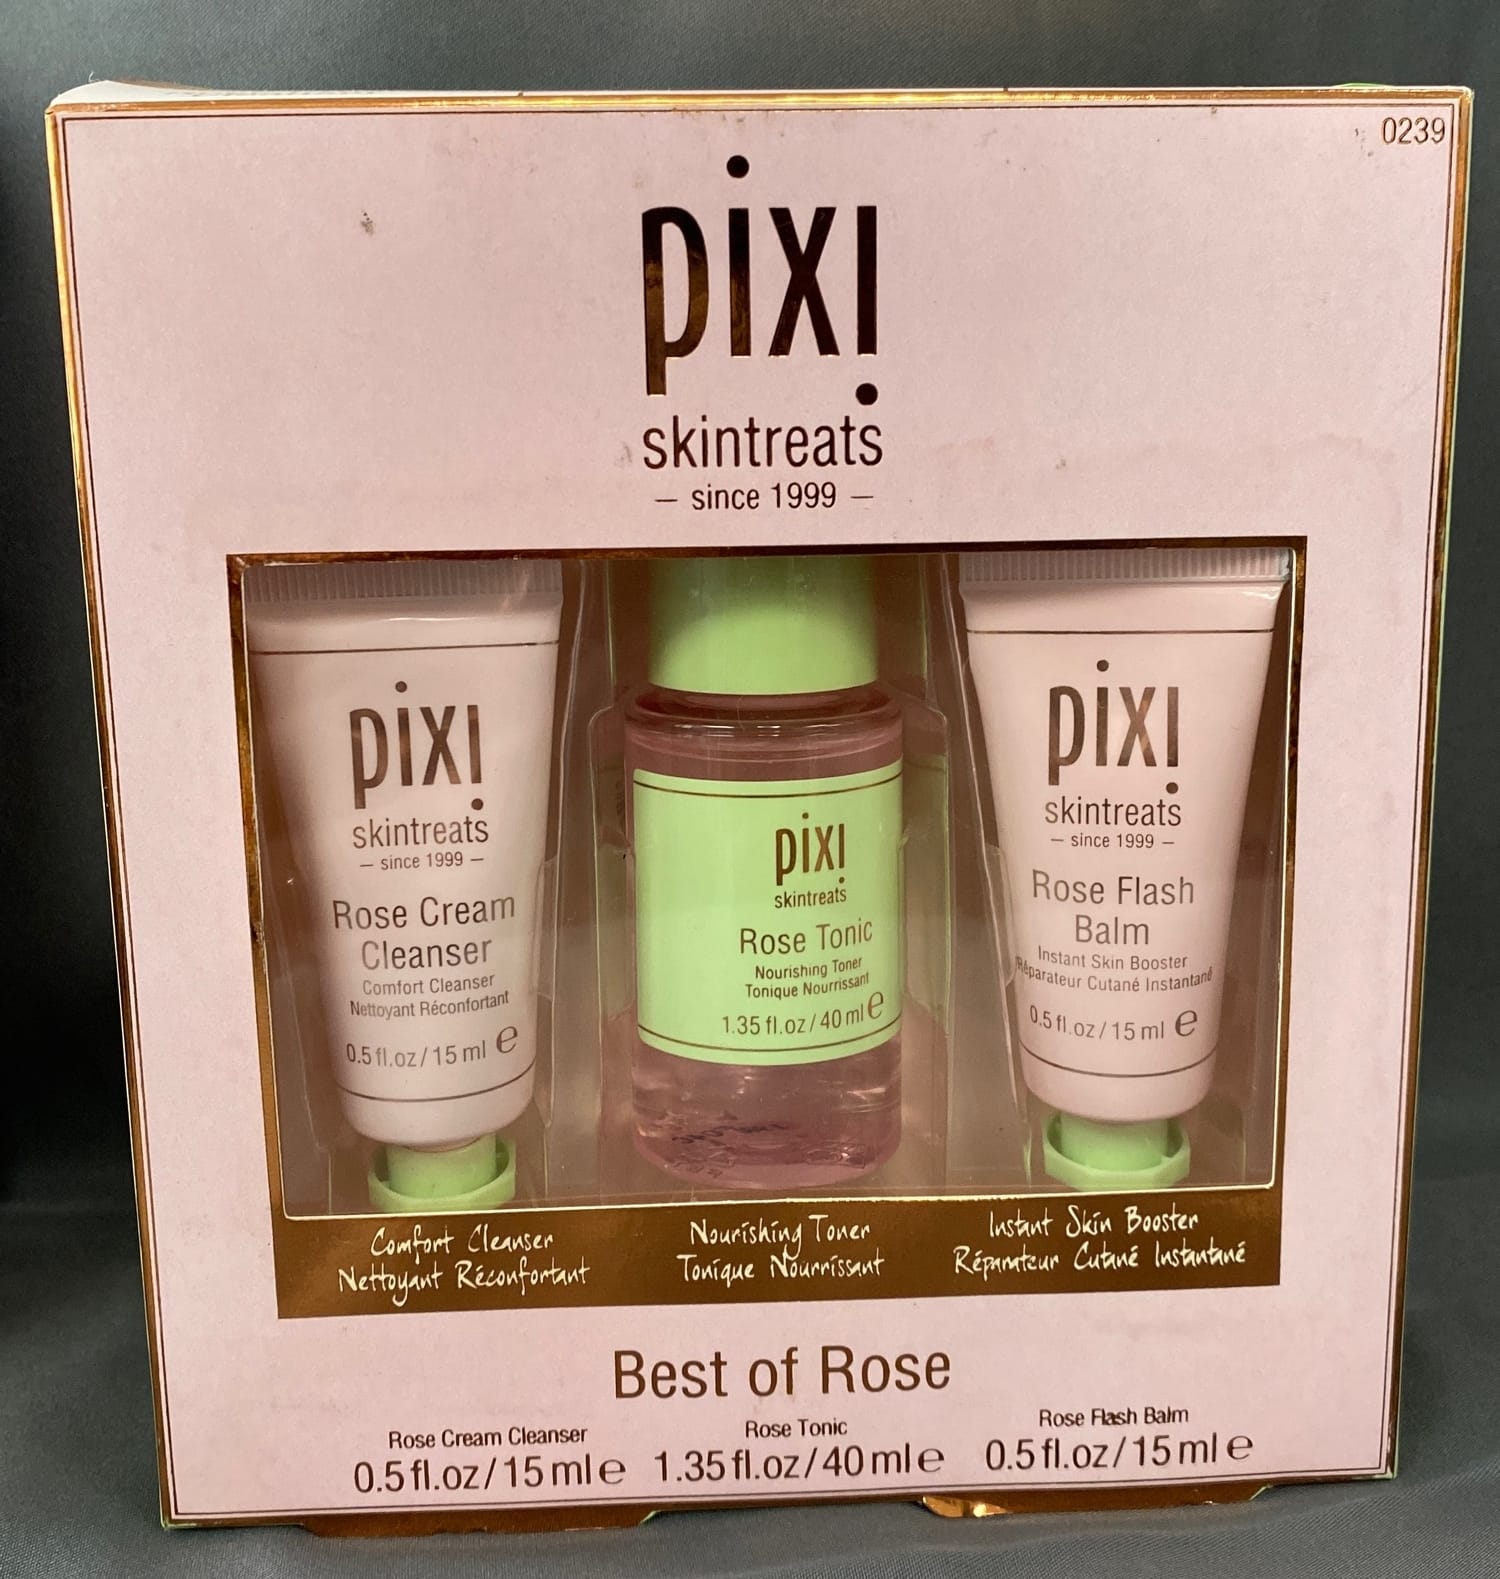 0239
pixi
skintreats
– since 1999 –
pixi
skintreats
– since 1999 –
Rose Cream
Cleanser
Comfort Cleanser
Nettoyant Réconfortant
0.5 fl.oz / 15 ml ℮
pixi
skintreats
Rose Tonic
Nourishing Toner
Tonique Nourrissant
1.35 fl.oz / 40 ml ℮
pixi
skintreats
– since 1999 –
Rose Flash
Balm
Instant Skin Booster
Réparateur Cutané Instantané
0.5 fl.oz / 15 ml ℮
Comfort Cleanser
Nettoyant Réconfortant
Nourishing Toner
Tonique Nourrissant
Instant Skin Booster
Réparateur Cutané Instantané
Best of Rose
Rose Cream Cleanser
0.5 fl.oz / 15 ml ℮
Rose Tonic
1.35 fl.oz / 40 ml ℮
Rose Flash Balm
0.5 fl.oz / 15 ml ℮